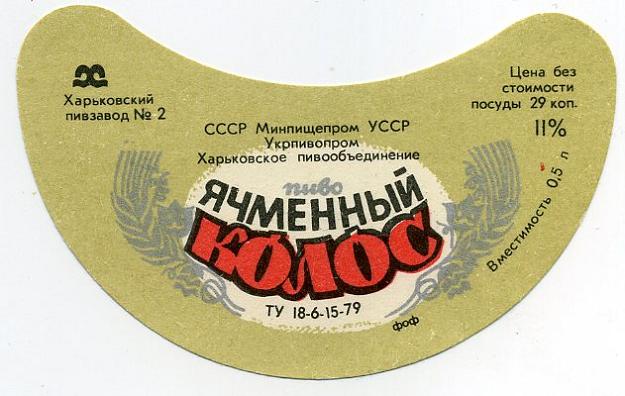 Харьковский
пивзавод № 2
Цена без
стоимости
посуды 29 коп.
11%
Вместимость 0,5 л
СССР Минпищепром УССР
Укрпивопром
Харьковское пивообъединение
пиво
ЯЧМЕННЫЙ
КОЛОС
ТУ 18-6-15-79
фоф